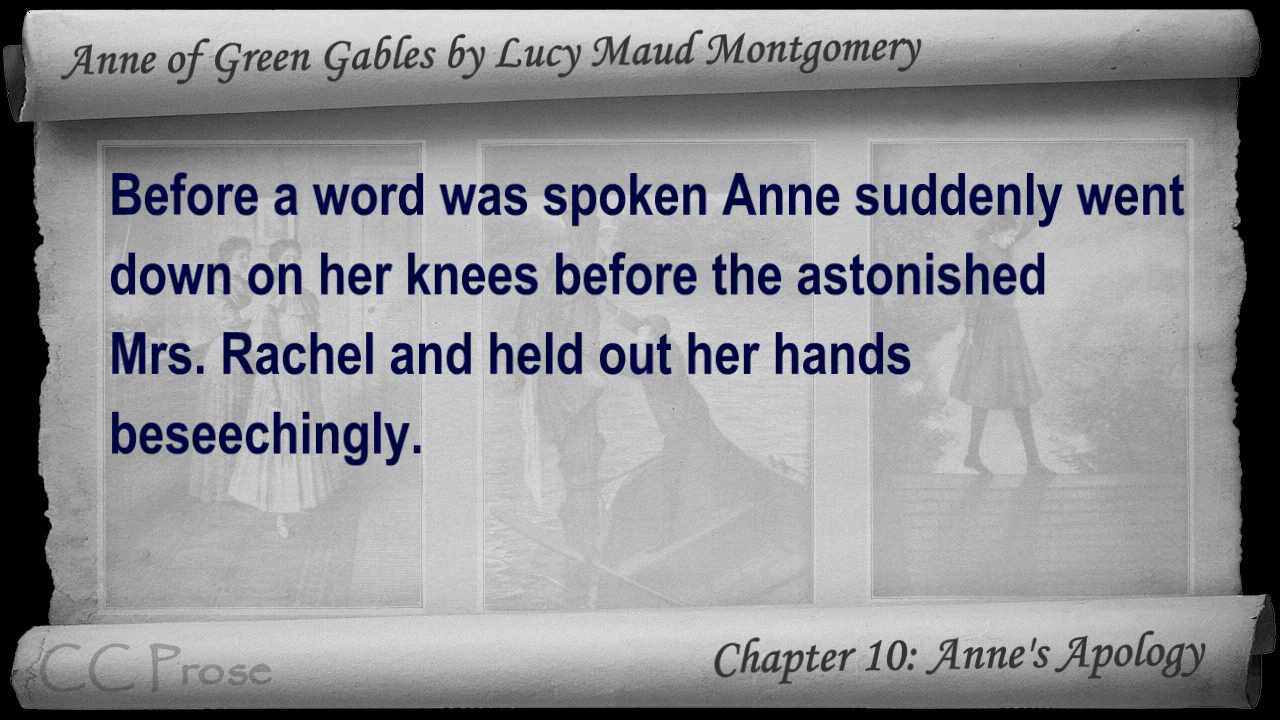 Anne of Green Gables by Lucy Maud Montgomery
Before a word was spoken Anne suddenly went
down on her knees before the astonished
Mrs. Rachel and held out her hands
beseechingly.
CC Prose
Chapter 10: Anne's Apology